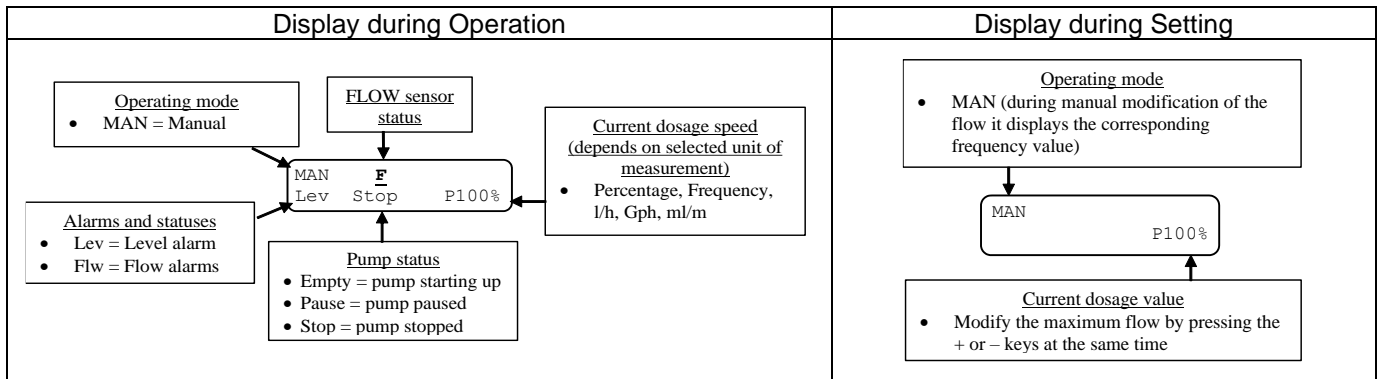 Display during Operation
Operating mode
• MAN = Manual
FLOW sensor
status
Current dosage speed
(depends on selected unit of
measurement)
• Percentage, Frequency,
l/h, Gph, ml/m
MAN F
Lev Stop P100%
Alarms and statuses
• Lev = Level alarm
• Flw = Flow alarms
Pump status
• Empty = pump starting up
• Pause = pump paused
• Stop = pump stopped
Display during Setting
Operating mode
• MAN (during manual modification of the
flow it displays the corresponding
frequency value)
MAN
P100%
Current dosage value
• Modify the maximum flow by pressing the
+ or – keys at the same time